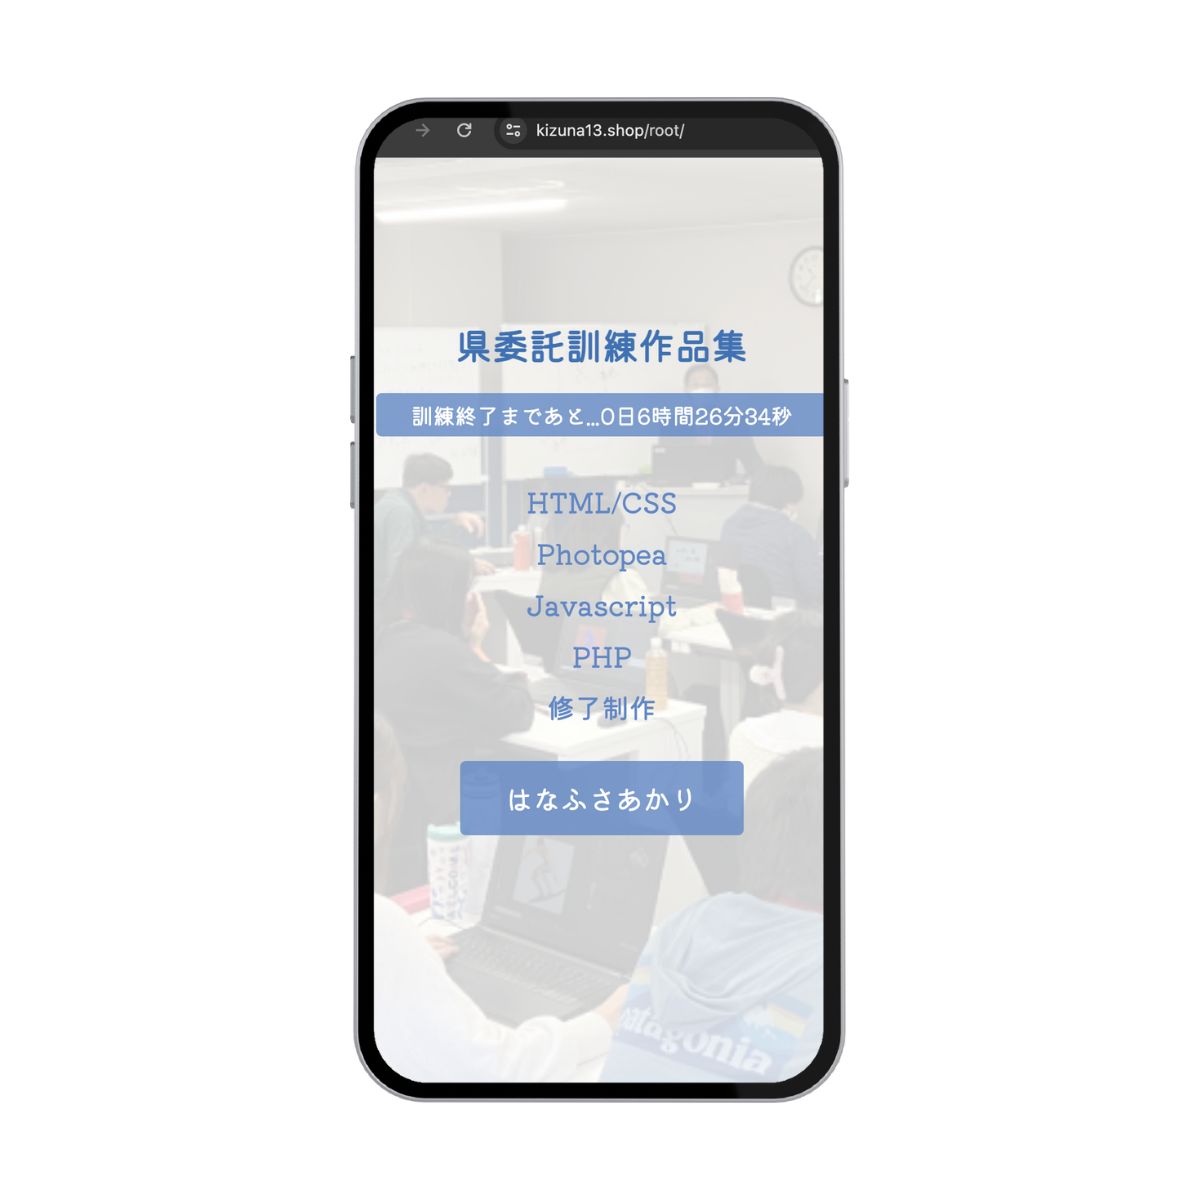 kizuna13.shop/root/
県委託訓練作品集
訓練終了まであと...0日6時間26分34秒
HTML/CSS
Photopea
Javascript
PHP
修了制作
はなふさあかり
patagonia